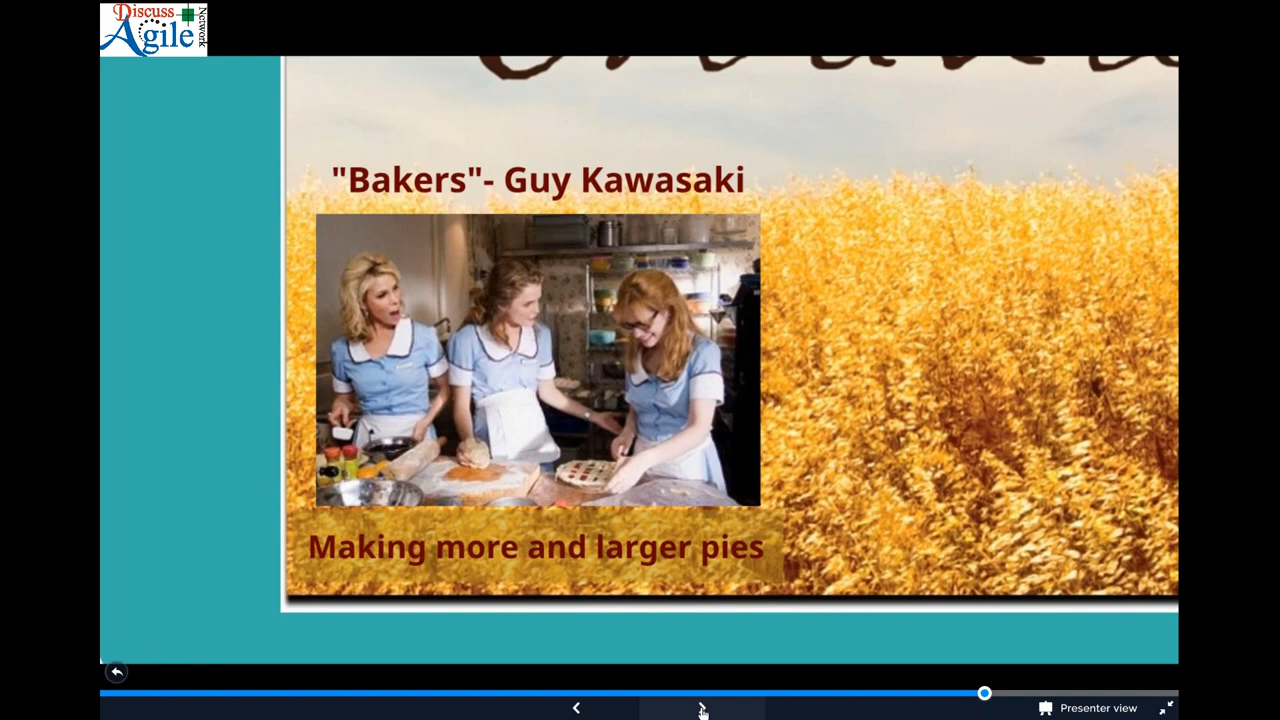 Discuss
Agile
Network
"Bakers"- Guy Kawasaki
Making more and larger pies
Presenter view